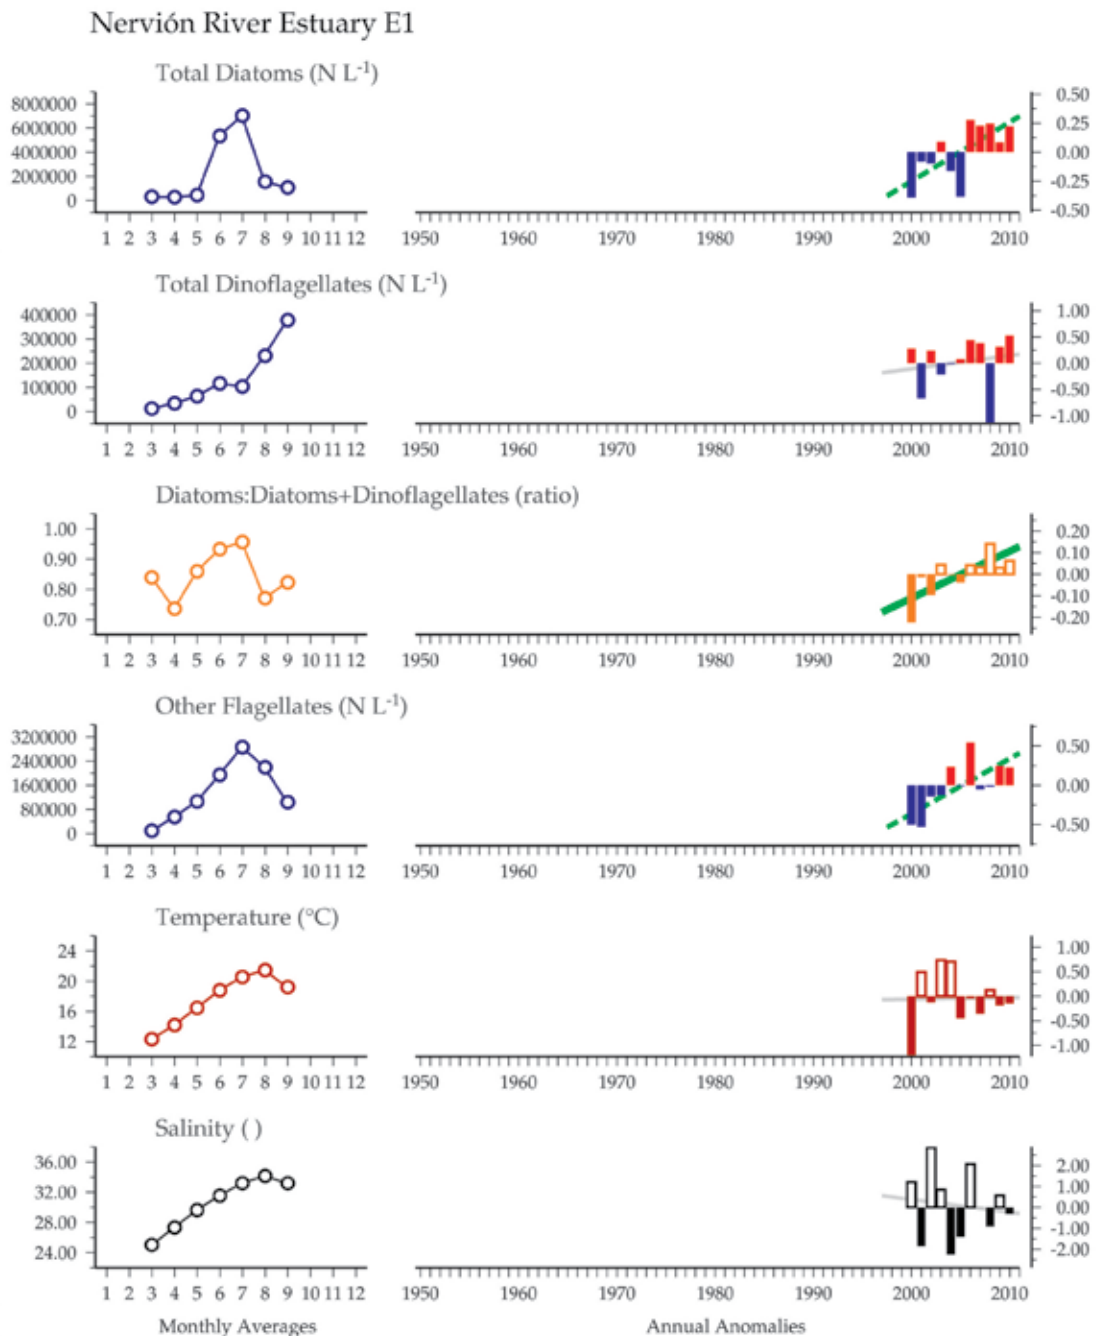 Nervión River Estuary E1
Total Diatoms (N L-1)
8000000
6000000
4000000
2000000
0
0.50
0.25
0.00
-0.25
-0.50
1 2 3 4 5 6 7 8 9 10 11 12
1950 1960 1970 1980 1990 2000 2010
Total Dinoflagellates (N L-1)
400000
300000
200000
100000
0
1.00
0.50
0.00
-0.50
-1.00
1 2 3 4 5 6 7 8 9 10 11 12
1950 1960 1970 1980 1990 2000 2010
Diatoms:Diatoms+Dinoflagellates (ratio)
1.00
0.90
0.80
0.70
0.20
0.10
0.00
-0.10
-0.20
1 2 3 4 5 6 7 8 9 10 11 12
1950 1960 1970 1980 1990 2000 2010
Other Flagellates (N L-1)
3200000
2400000
1600000
800000
0
0.50
0.00
-0.50
1 2 3 4 5 6 7 8 9 10 11 12
1950 1960 1970 1980 1990 2000 2010
Temperature (°C)
24
20
16
12
1.00
0.50
0.00
-0.50
-1.00
1 2 3 4 5 6 7 8 9 10 11 12
1950 1960 1970 1980 1990 2000 2010
Salinity ( )
36.00
32.00
28.00
24.00
2.00
1.00
0.00
-1.00
-2.00
1 2 3 4 5 6 7 8 9 10 11 12
1950 1960 1970 1980 1990 2000 2010
Monthly Averages
Annual Anomalies